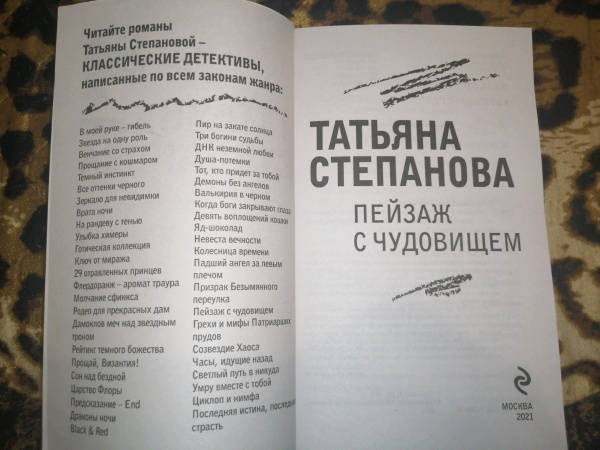 Читайте романы
Татьяны Степановой –
КЛАССИЧЕСКИЕ ДЕТЕКТИВЫ,
написанные по всем законам жанра:
В моей руке – гибель
Звезда на одну роль
Венчание со страхом
Прощание с кошмаром
Темный инстинкт
Все оттенки черного
Зеркало для невидимки
Врата ночи
На рандеву с тенью
Улыбка химеры
Готическая коллекция
Ключ от миража
29 отравленных принцев
Флердоранж – аромат траура
Молчание сфинкса
Родео для прекрасных дам
Дамоклов меч над звездным
троном
Рейтинг темного божества
Прощай, Византия!
Сон над бездной
Царство Флоры
Предсказание – End
Драконы ночи
Black & Red
Пир на закате солнца
Три богини судьбы
ДНК неземной любви
Душа-потемки
Тот, кто придет за тобой
Демоны без ангелов
Валькирия в черном
Когда боги закрывают глаза
Девять воплощений кошки
Яд-шоколад
Невеста вечности
Колесница времени
Падший ангел за левым
плечом
Призрак Безымянного
переулка
Пейзаж с чудовищем
Грехи и мифы Патриарших
прудов
Созвездие Хаоса
Часы, идущие назад
Светлый путь в никуда
Умру вместе с тобой
Циклоп и нимфа
Последняя истина, последняя
страсть
ТАТЬЯНА
СТЕПАНОВА
ПЕЙЗАЖ
С ЧУДОВИЩЕМ
МОСКВА
2021